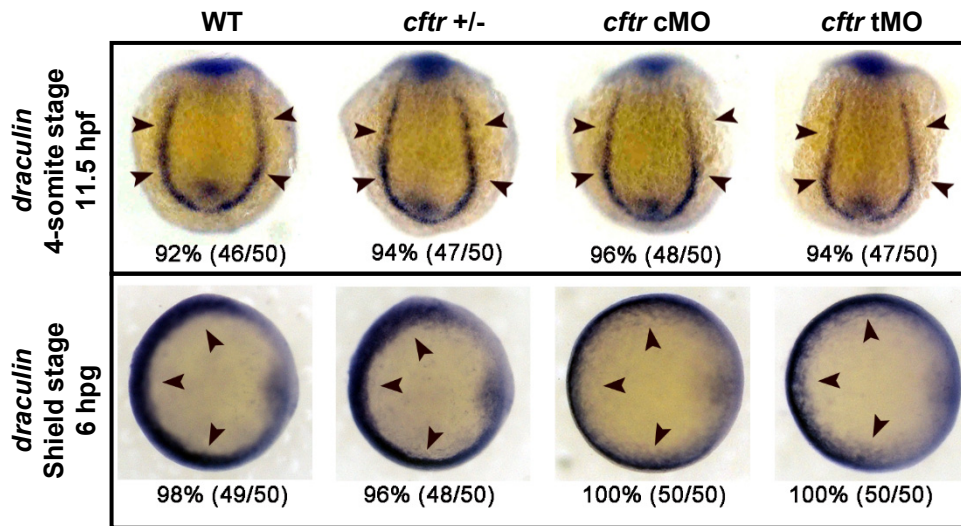 WT cftr +/- cftr cMO cftr tMO
draculin
4-somite stage
11.5 hpf
92% (46/50) 94% (47/50) 96% (48/50) 94% (47/50)
draculin
Shield stage
6 hpg
98% (49/50) 96% (48/50) 100% (50/50) 100% (50/50)